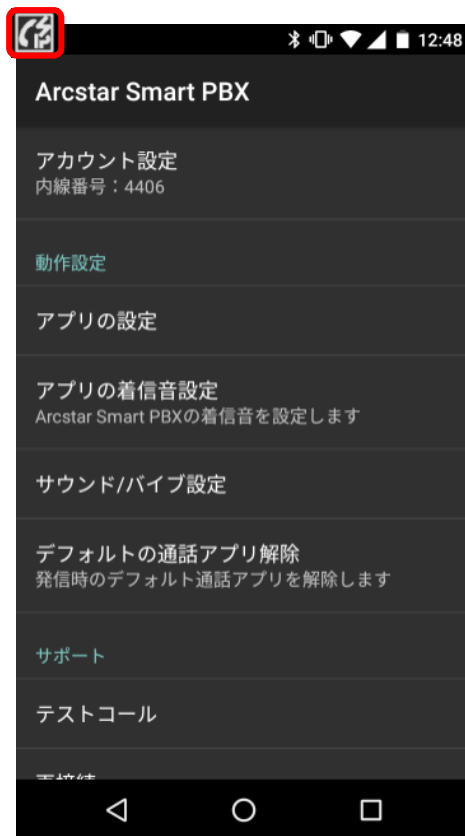 12:48
Arcstar Smart PBX
アカウント設定
内線番号：4406
動作設定
アプリの設定
アプリの着信音設定
Arcstar Smart PBXの着信音を設定します
サウンド/バイブ設定
デフォルトの通話アプリ解除
発信時のデフォルト通話アプリを解除します
サポート
テストコール